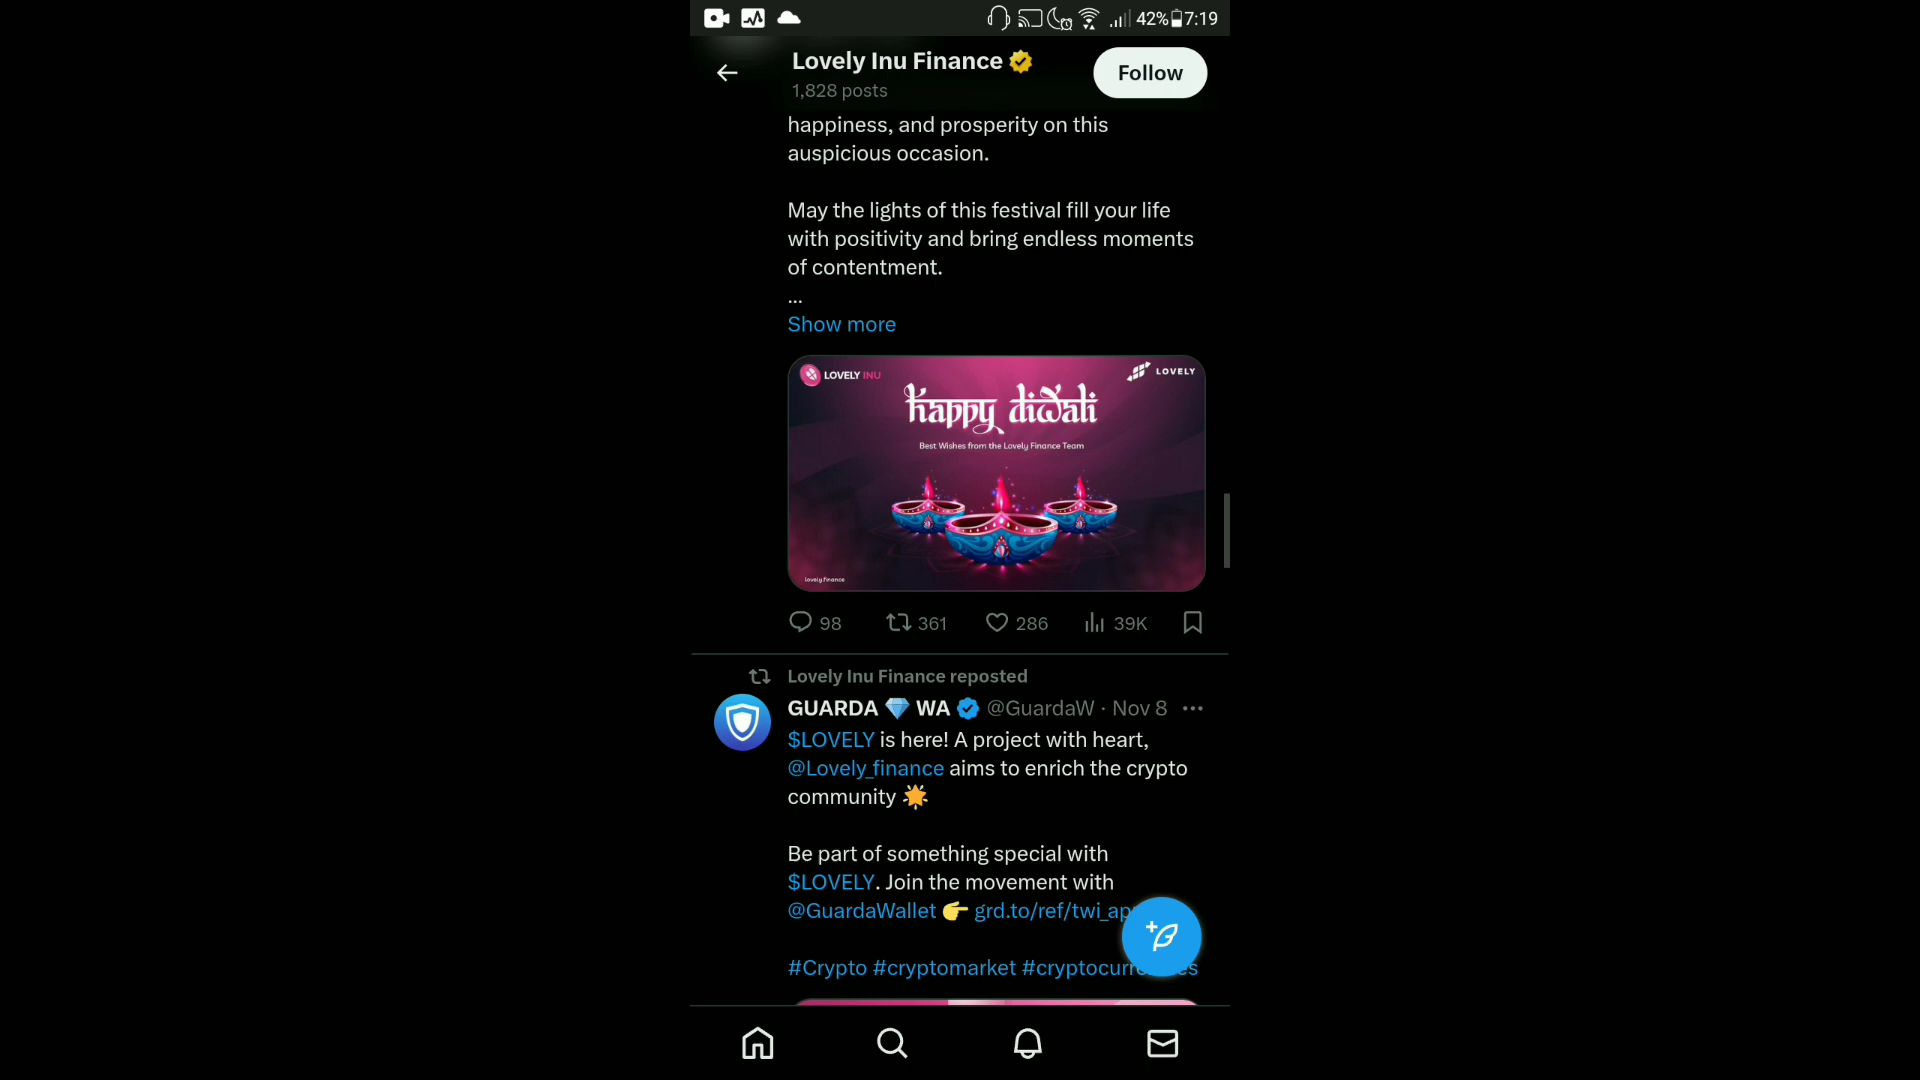 42% 7:19
Lovely Inu Finance
1,828 posts
Follow
happiness, and prosperity on this
auspicious occasion.
May the lights of this festival fill your life
with positivity and bring endless moments
of contentment.
...
Show more
LOVELY INU
LOVELY
happy diwali
Best Wishes from the Lovely Finance Team
lovely.finance
98 361 286 39K
Lovely Inu Finance reposted
GUARDA 💎 WA @GuardaW · Nov 8
$LOVELY is here! A project with heart,
@Lovely_finance aims to enrich the crypto
community 🌟
Be part of something special with
$LOVELY. Join the movement with
@GuardaWallet 👉 grd.to/ref/twi_ap
#Crypto #cryptomarket